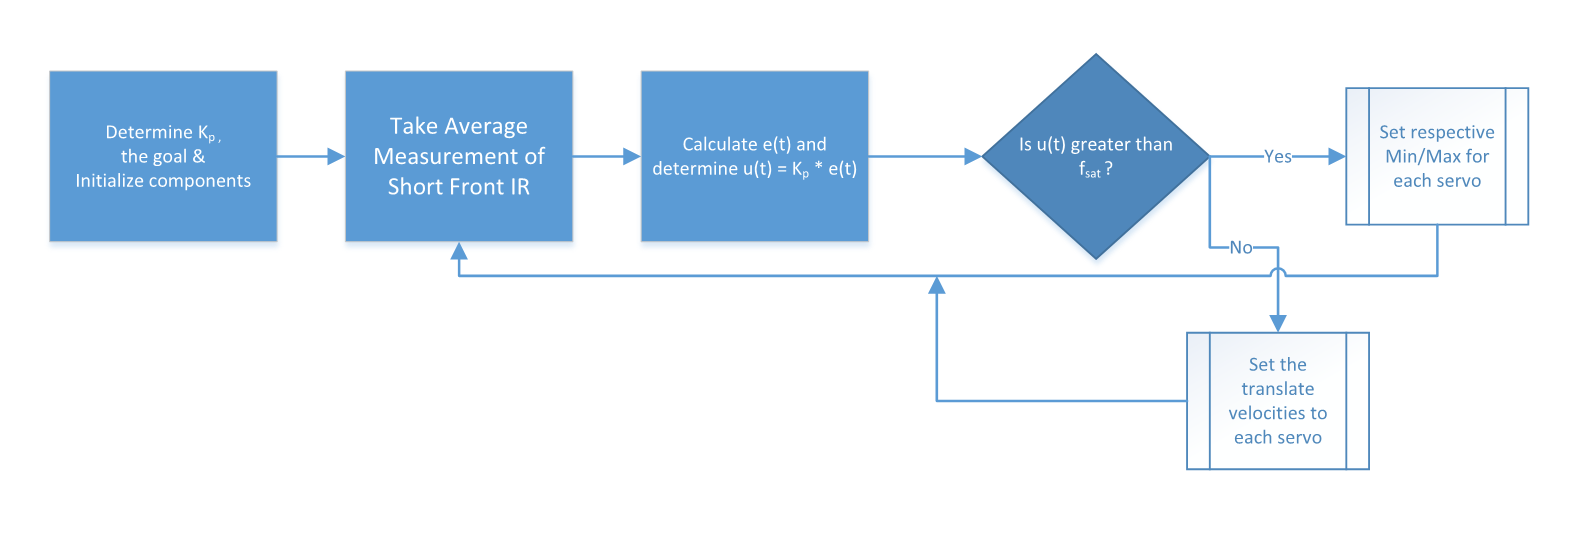 Determine Kp ,
the goal &
Initialize components
Take Average
Measurement of
Short Front IR
Calculate e(t) and
determine u(t) = Kp * e(t)
Is u(t) greater than
fsat ?
Yes
Set respective
Min/Max for
each servo
No
Set the
translate
velocities to
each servo